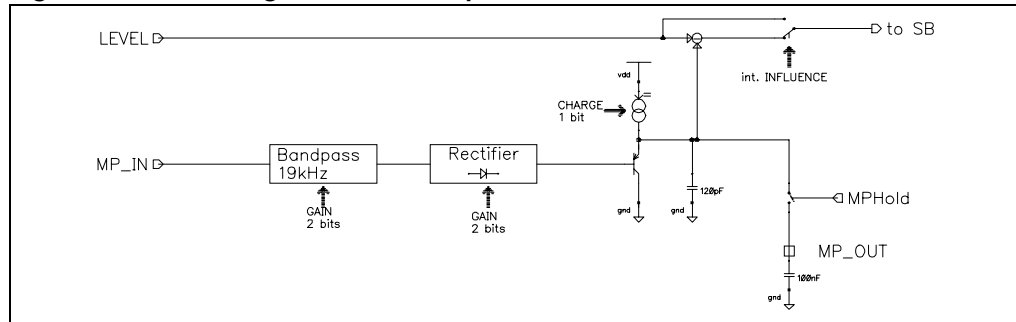 LEVEL
to SB
int. INFLUENCE
vdd
CHARGE
1 bit
MP_IN
Bandpass
19kHz
Rectifier
GAIN
2 bits
GAIN
2 bits
gnd
120pF
gnd
MPHold
MP_OUT
100nF
gnd